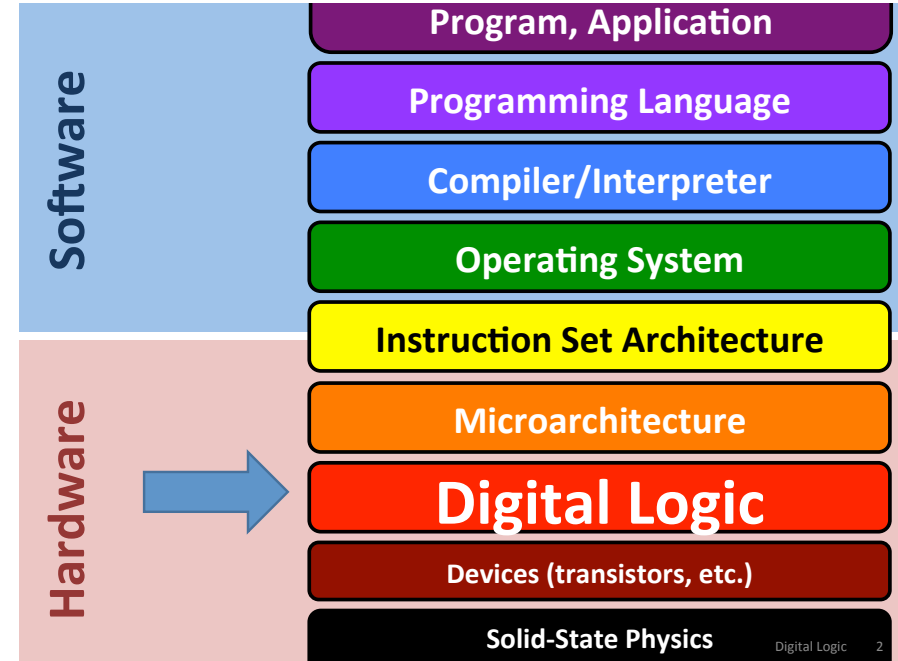 Software
Program, Application
Programming Language
Compiler/Interpreter
Operating System
Instruction Set Architecture
Hardware
Microarchitecture
Digital Logic
Devices (transistors, etc.)
Solid-State Physics
Digital Logic 2